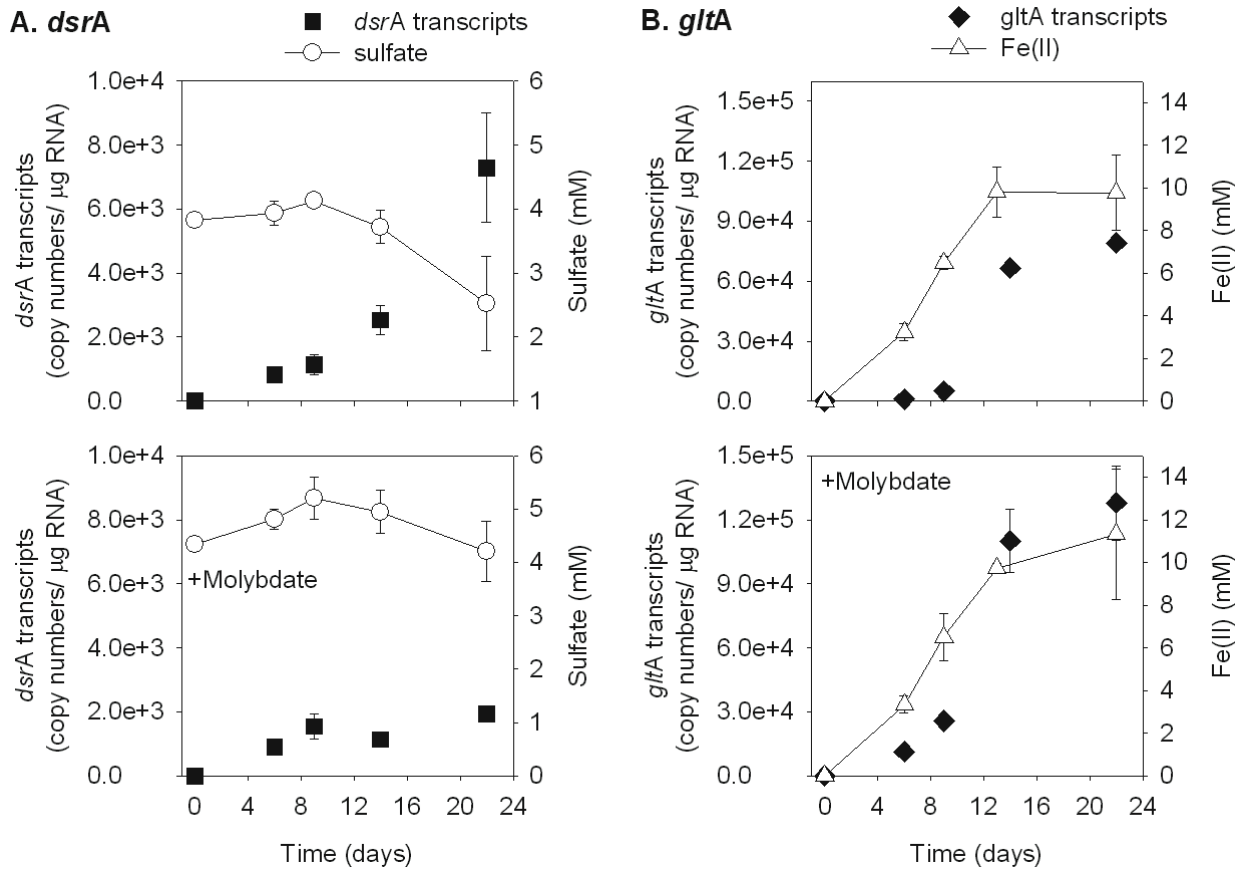 A. dsrA
dsrA transcripts
sulfate
1.0e+4
8.0e+3
6.0e+3
4.0e+3
2.0e+3
0.0
dsrA transcripts
(copy numbers/ μg RNA)
6
5
4
3
2
1
Sulfate (mM)
B. gltA
gltA transcripts
Fe(II)
1.5e+5
1.2e+5
9.0e+4
6.0e+4
3.0e+4
0.0
gltA transcripts
(copy numbers/ μg RNA)
14
12
10
8
6
4
2
0
Fe(II) (mM)
0 4 8 12 16 20 24
1.0e+4
8.0e+3
6.0e+3
4.0e+3
2.0e+3
0.0
dsrA transcripts
(copy numbers/ μg RNA)
+Molybdate
6
5
4
3
2
1
0
Sulfate (mM)
0 4 8 12 16 20 24
Time (days)
1.5e+5
1.2e+5
9.0e+4
6.0e+4
3.0e+4
0.0
gltA transcripts
(copy numbers/ μg RNA)
+Molybdate
14
12
10
8
6
4
2
0
Fe(II) (mM)
0 4 8 12 16 20 24
Time (days)